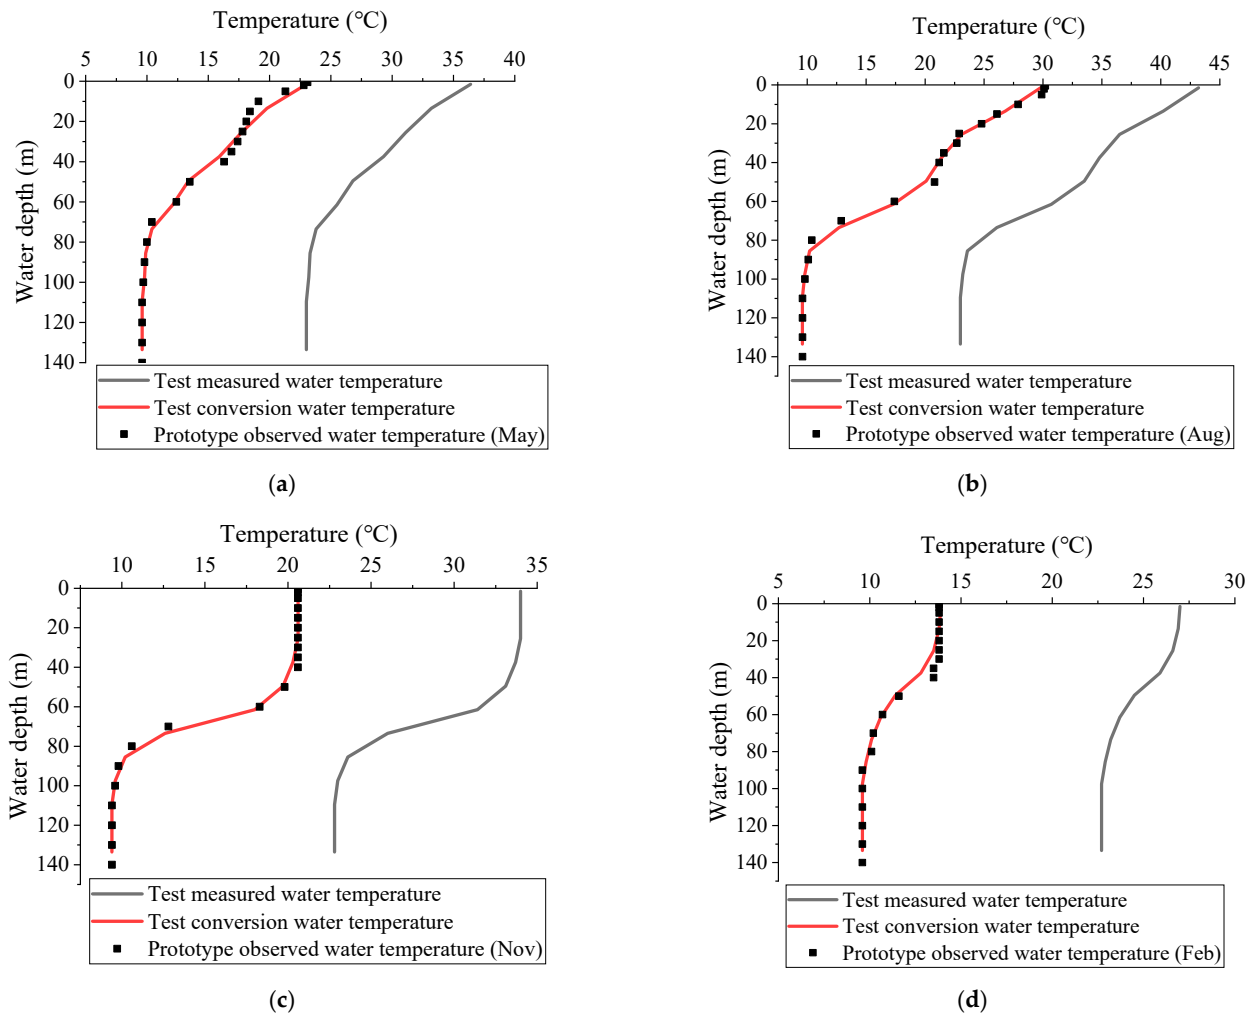 Temperature (℃)
5 10 15 20 25 30 35 40
0
20
40
60
80
100
120
140
Water depth (m)
Test measured water temperature
Test conversion water temperature
Prototype observed water temperature (May)
(a)
Temperature (℃)
10 15 20 25 30 35 40 45
0
20
40
60
80
100
120
140
Water depth (m)
Test measured water temperature
Test conversion water temperature
Prototype observed water temperature (Aug)
(b)
Temperature (℃)
10 15 20 25 30 35
0
20
40
60
80
100
120
140
Water depth (m)
Test measured water temperature
Test conversion water temperature
Prototype observed water temperature (Nov)
(c)
Temperature (℃)
5 10 15 20 25 30
0
20
40
60
80
100
120
140
Water depth (m)
Test measured water temperature
Test conversion water temperature
Prototype observed water temperature (Feb)
(d)